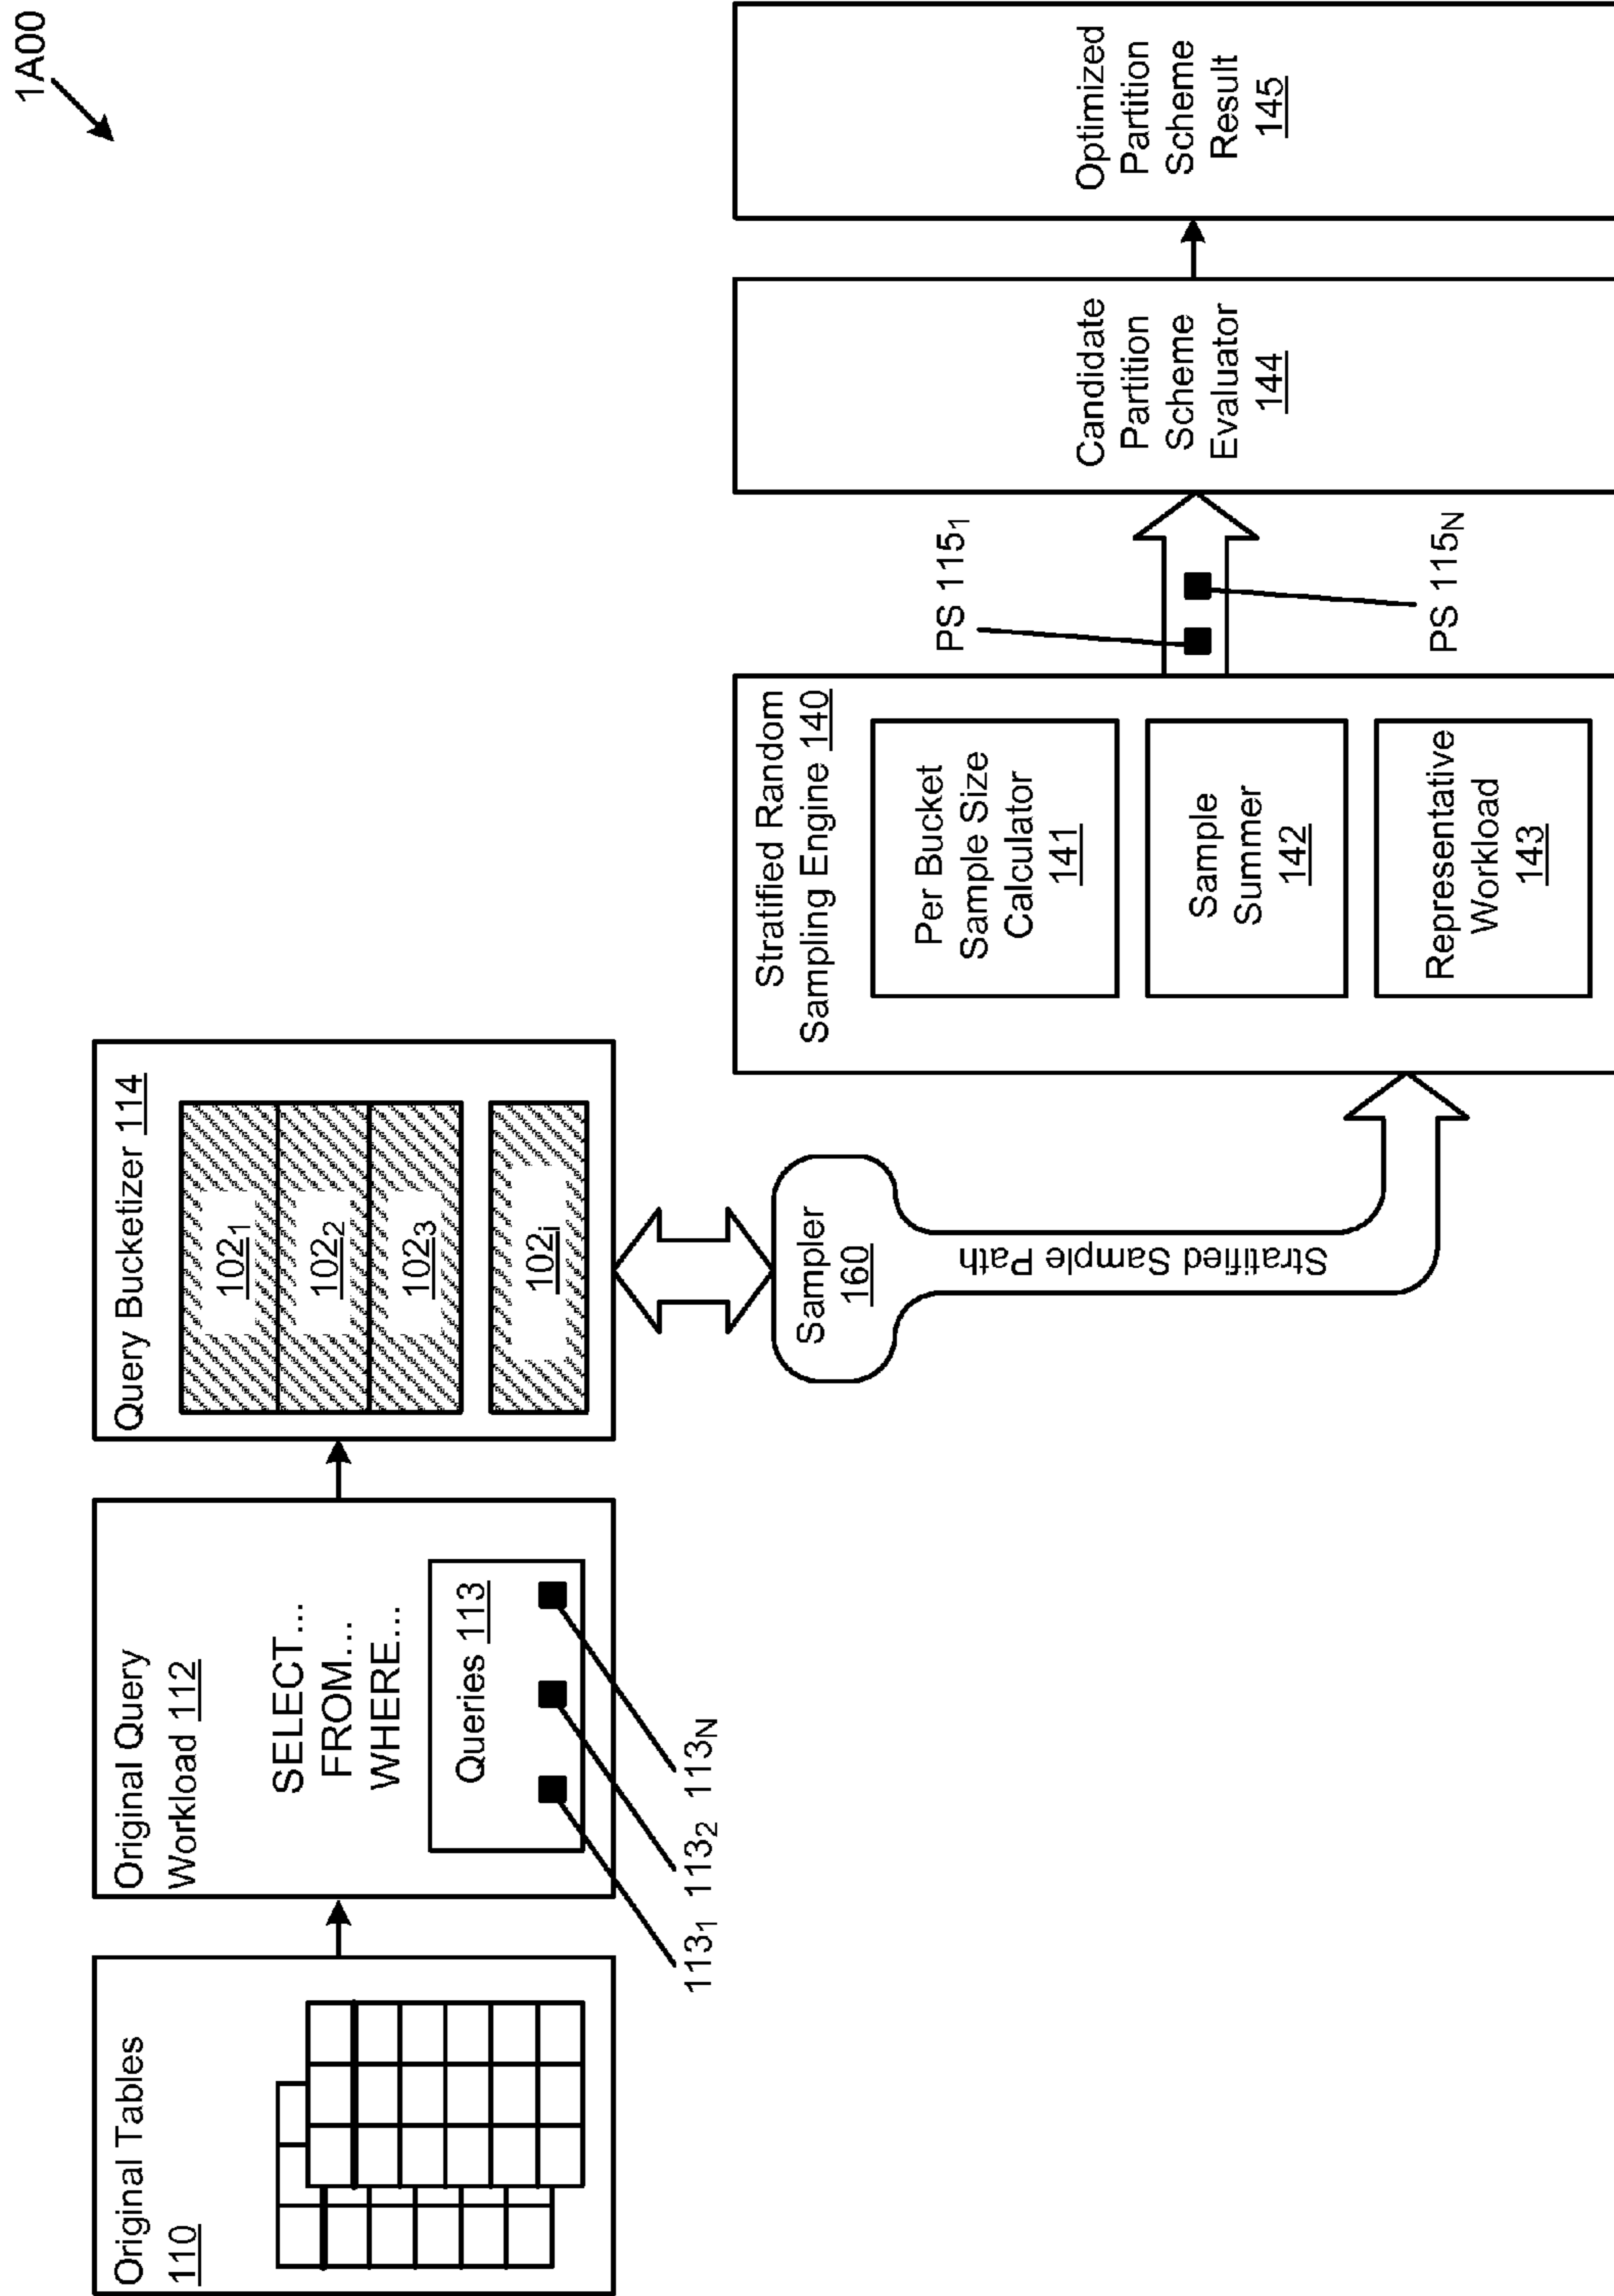 1A00
Original Tables
110
Original Query
Workload 112
SELECT...
FROM...
WHERE...
Queries 113
113₁ 113₂ 113N
Query Bucketizer 114
102₁
102₂
102₃
102i
Sampler
160
Stratified Sample Path
Stratified Random
Sampling Engine 140
Per Bucket
Sample Size
Calculator
141
Sample
Summer
142
Representative
Workload
143
PS 115₁
PS 115N
Candidate
Partition
Scheme
Evaluator
144
Optimized
Partition
Scheme
Result
145